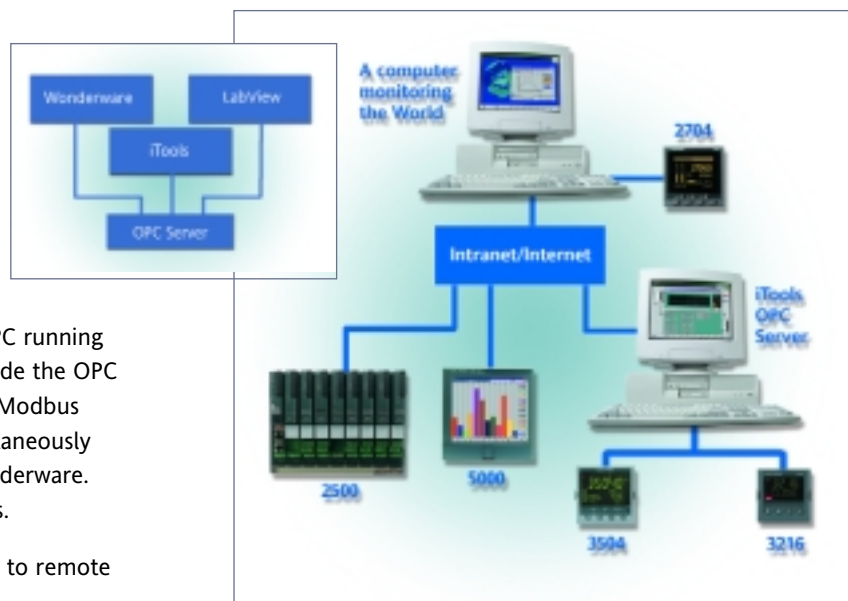 Wonderware
LabView
iTools
OPC Server
A computer
monitoring
the World
2704
Intranet/Internet
iTools
OPC
Server
2500
5000
3504
3216
PC running
de the OPC
Modbus
aneously
derware.
s.
to remote